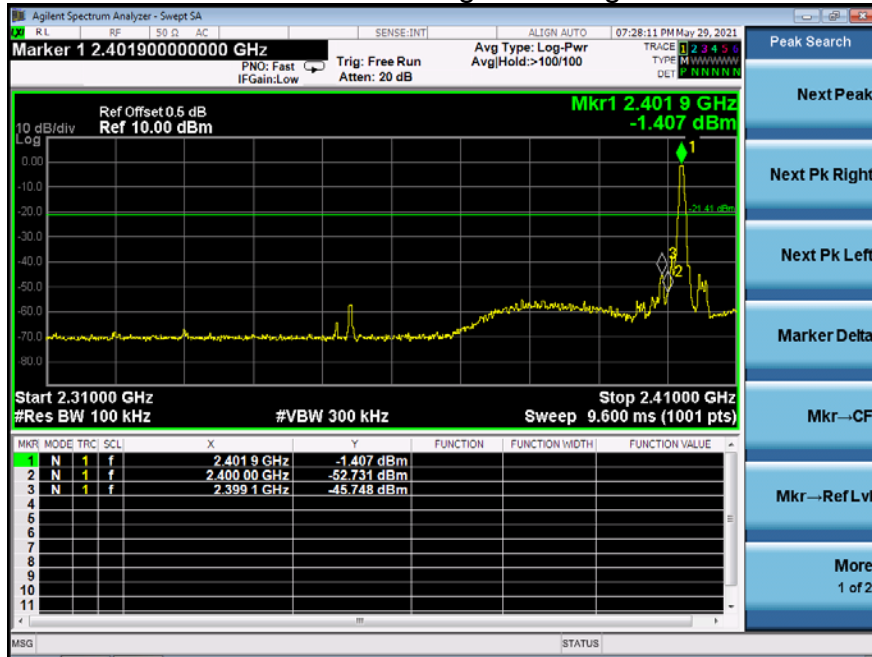 Agilent Spectrum Analyzer - Swept SA
RL RF 50 Ω AC SENSE:INT ALIGN AUTO 07:28:11 PM May 29, 2021
Marker 1 2.401900000000 GHz
PNO: Fast
IFGain:Low
Trig: Free Run
Atten: 20 dB
Avg Type: Log-Pwr
Avg|Hold:>100/100
TRACE 1 2 3 4 5 6
TYPE M WWWWW
DET P N N N N N
Peak Search
Next Peak
Next Pk Right
Next Pk Left
Marker Delta
Mkr→CF
Mkr→Ref Lvl
More
1 of 2
Ref Offset 0.5 dB
Ref 10.00 dBm
10 dB/div
Log
Mkr1 2.401 9 GHz
-1.407 dBm
0.00
-10.0
-20.0
-30.0
-40.0
-50.0
-60.0
-70.0
-80.0
1
-21.41 dBm
3
2
Start 2.31000 GHz
Stop 2.41000 GHz
#Res BW 100 kHz
#VBW 300 kHz
Sweep 9.600 ms (1001 pts)
MKR MODE TRC SCL X Y FUNCTION FUNCTION WIDTH FUNCTION VALUE
1 N 1 f 2.401 9 GHz -1.407 dBm
2 N 1 f 2.400 00 GHz -52.731 dBm
3 N 1 f 2.399 1 GHz -45.748 dBm
4
5
6
7
8
9
10
11
MSG
STATUS